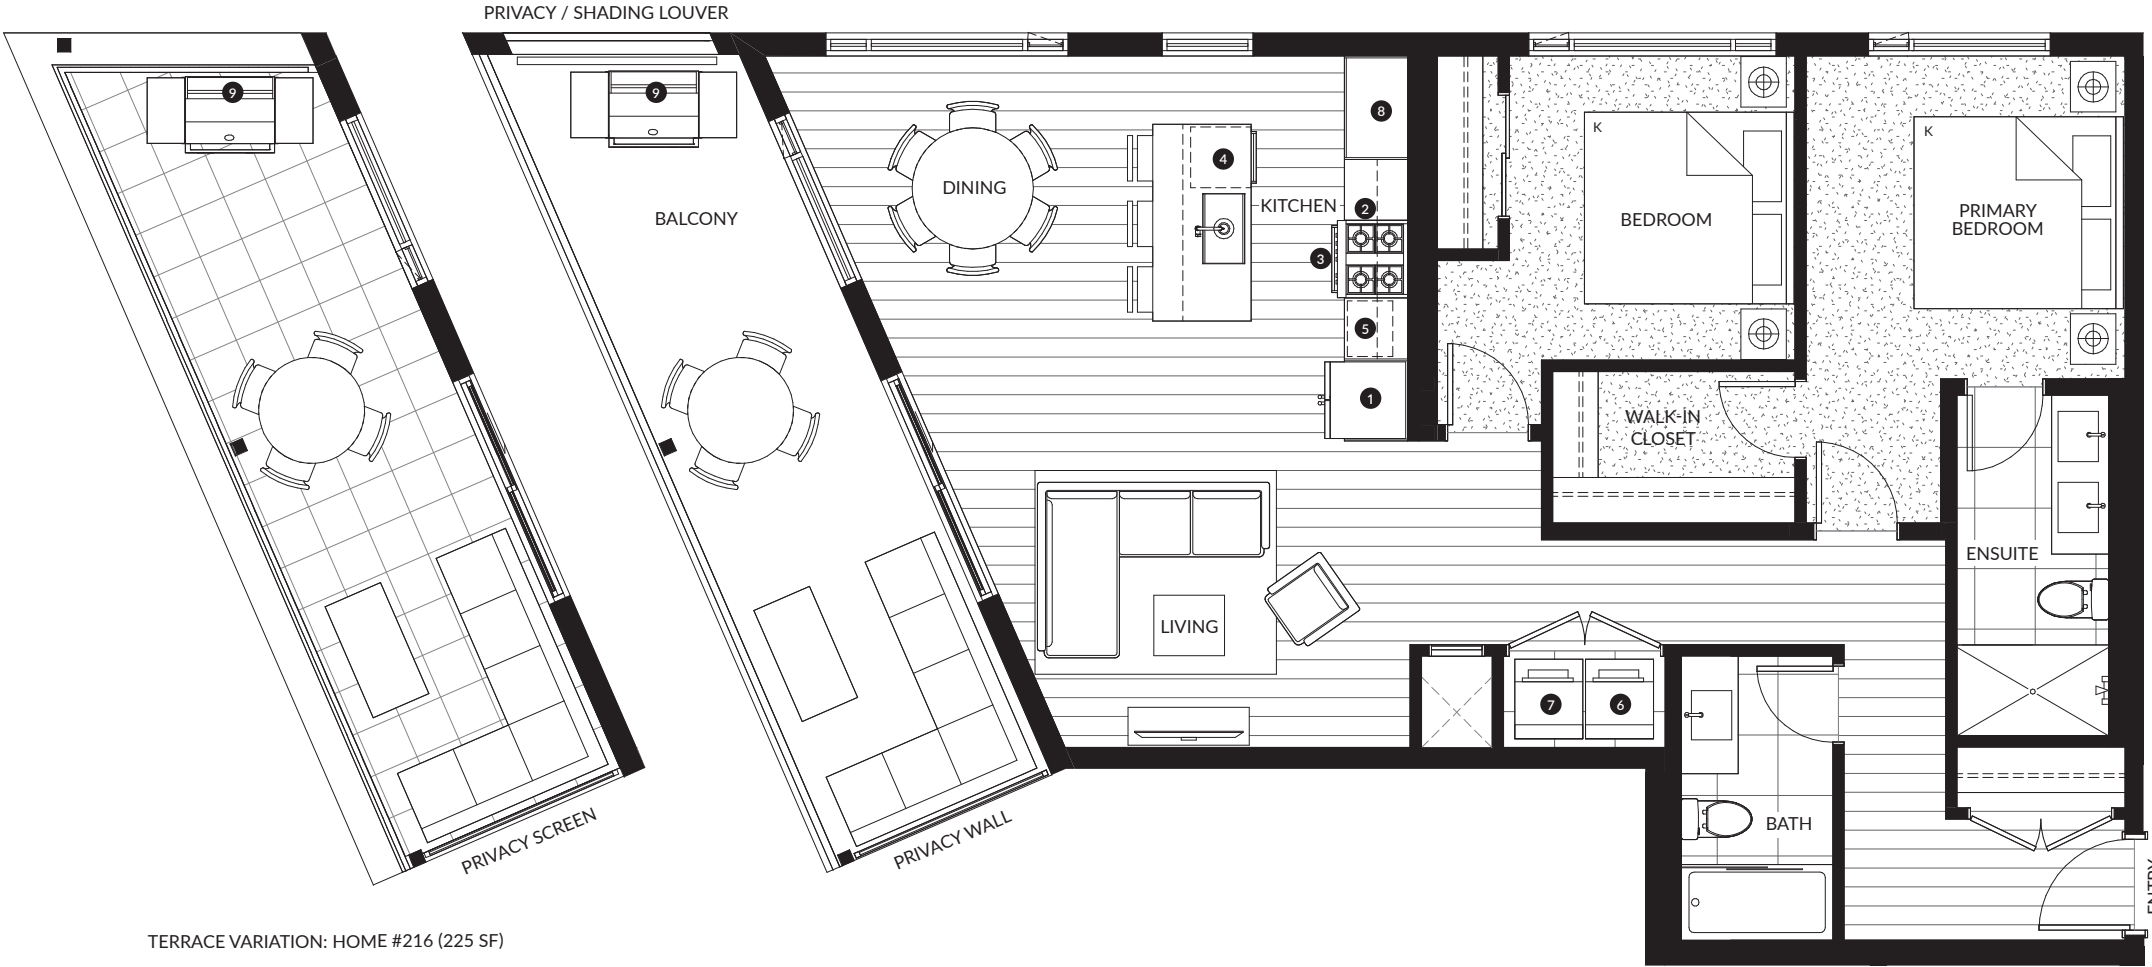 PRIVACY / SHADING LOUVER
9
9
8
K
K
4
DINING
KITCHEN
2
BALCONY
BEDROOM
PRIMARY
BEDROOM
3
5
1
WALK-IN
CLOSET
ENSUITE
LIVING
7
6
BATH
PRIVACY SCREEN
PRIVACY WALL
ENTRY
TERRACE VARIATION: HOME #216 (225 SF)